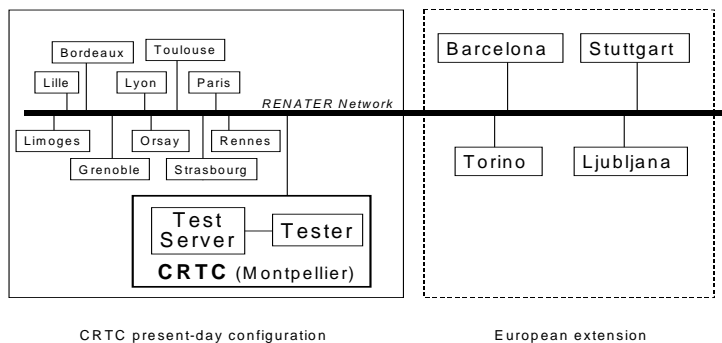 Bordeaux
Toulouse
Barcelona
Stuttgart
Lille
Lyon
Paris
RENATER Network
Limoges
Orsay
Rennes
Grenoble
Strasbourg
Torino
Ljubljana
Test
Server
Tester
CRTC (Montpellier)
CRTC present-day configuration
European extension